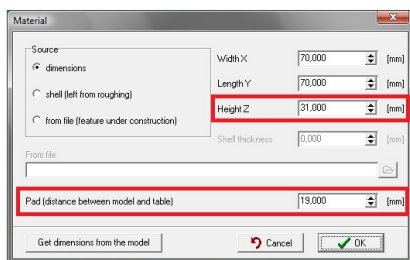 Material
Source
dimensions
shell (left from roughing)
from file (feature under construction)
Width X 70,000 [mm]
Length Y 70,000 [mm]
Height Z 31,000 [mm]
Shell thickness 0,000 [mm]
From file
Pad (distance between model and table) 19,000 [mm]
Get dimensions from the model Cancel OK